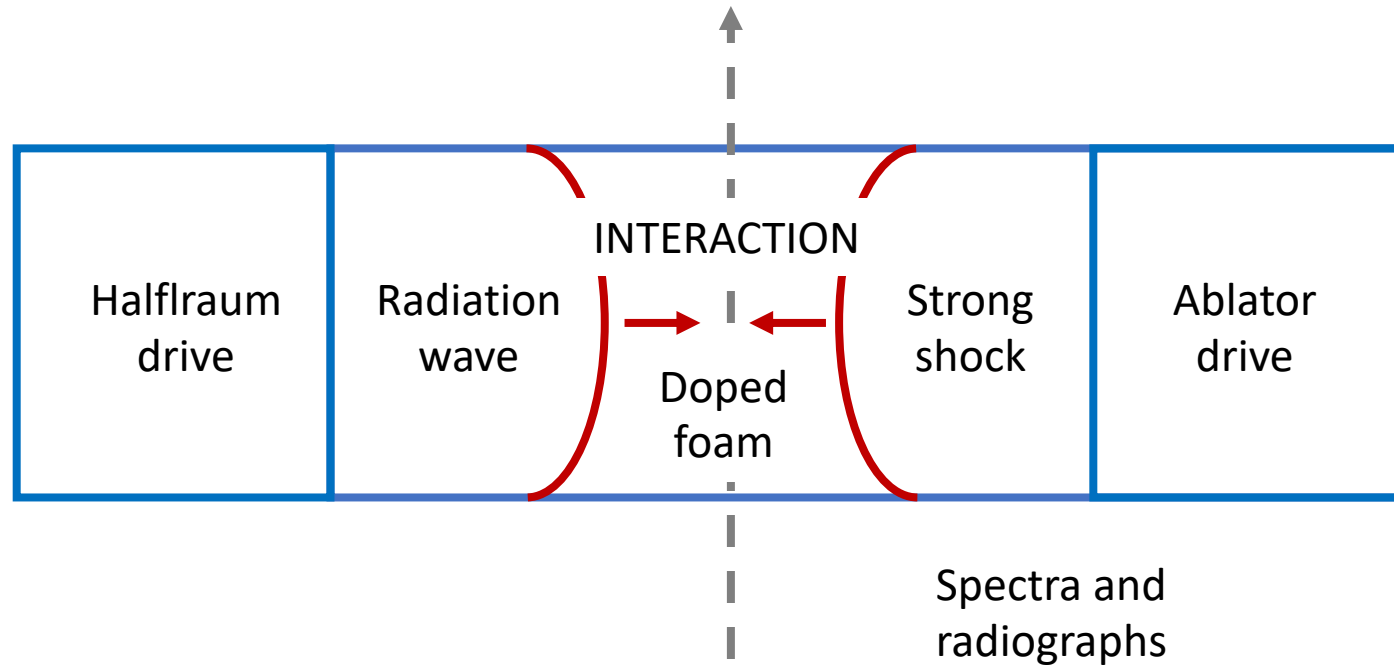 INTERACTION
Halflraum
drive
Radiation
wave
Doped
foam
Strong
shock
Ablator
drive
Spectra and
radiographs